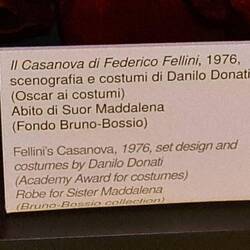 Il Casanova di Federico Fellini, 1976,
scenografia e costumi di Danilo Donati
(Oscar ai costumi)
Abito di Suor Maddalena
(Fondo Bruno-Bossio)
Fellini's Casanova, 1976, set design and
costumes by Danilo Donati
(Academy Award for costumes)
Robe for Sister Maddalena
(Bruno-Bossio collection)